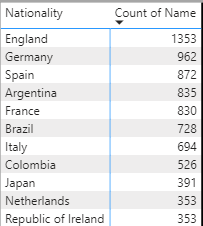 Nationality Count of Name
England 1353
Germany 962
Spain 872
Argentina 835
France 830
Brazil 728
Italy 694
Colombia 526
Japan 391
Netherlands 353
Republic of Ireland 353